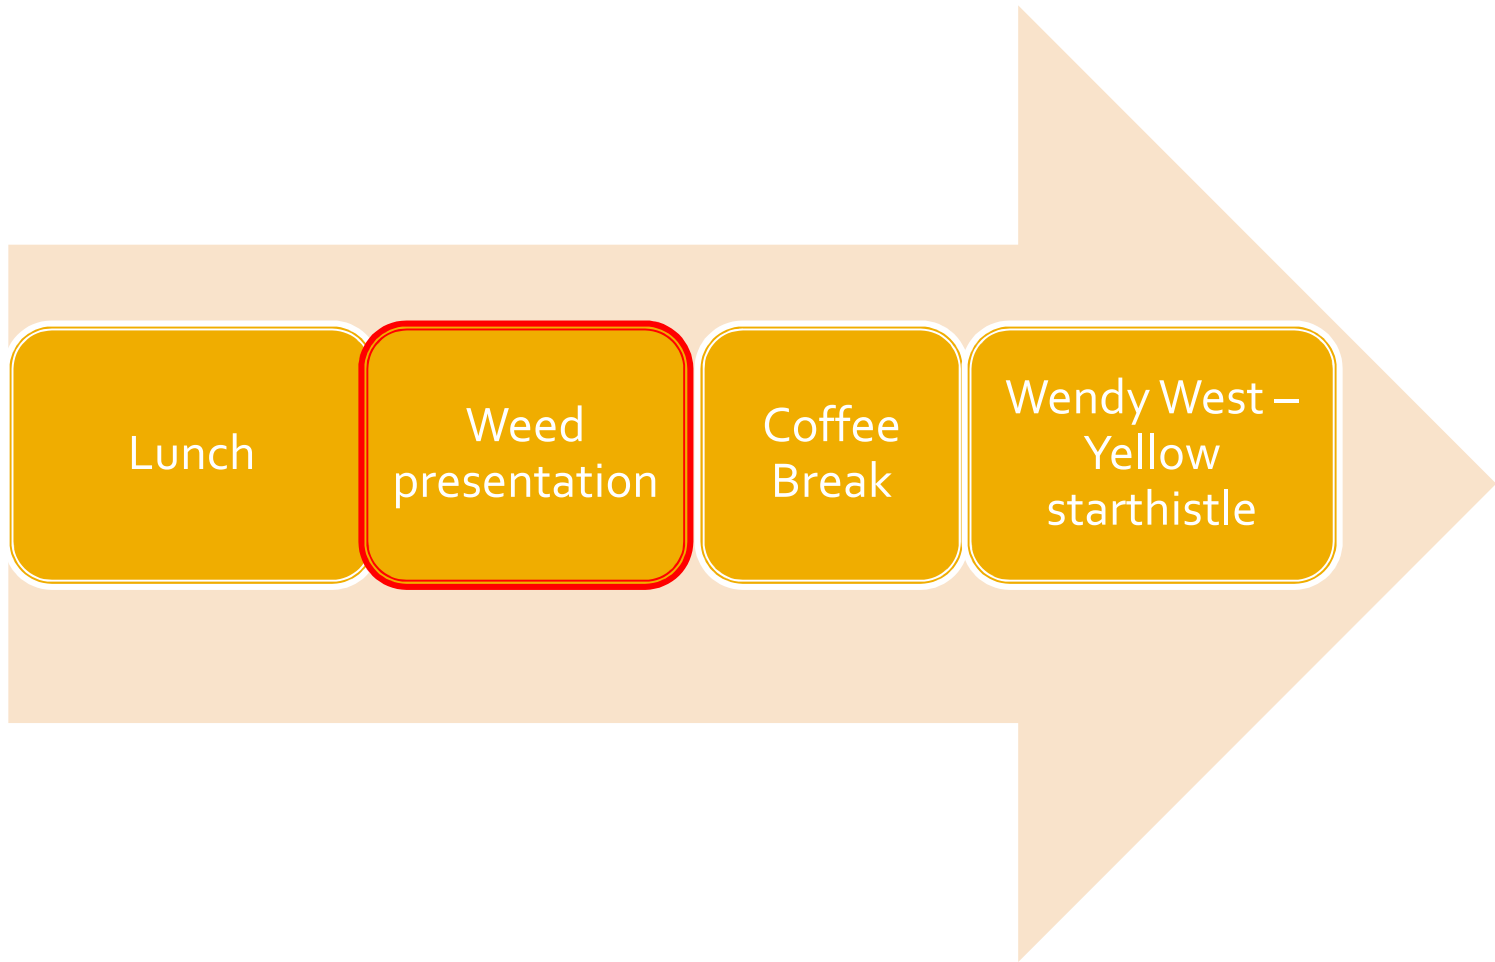 Lunch
Weed
presentation
Coffee
Break
Wendy West –
Yellow
starthistle